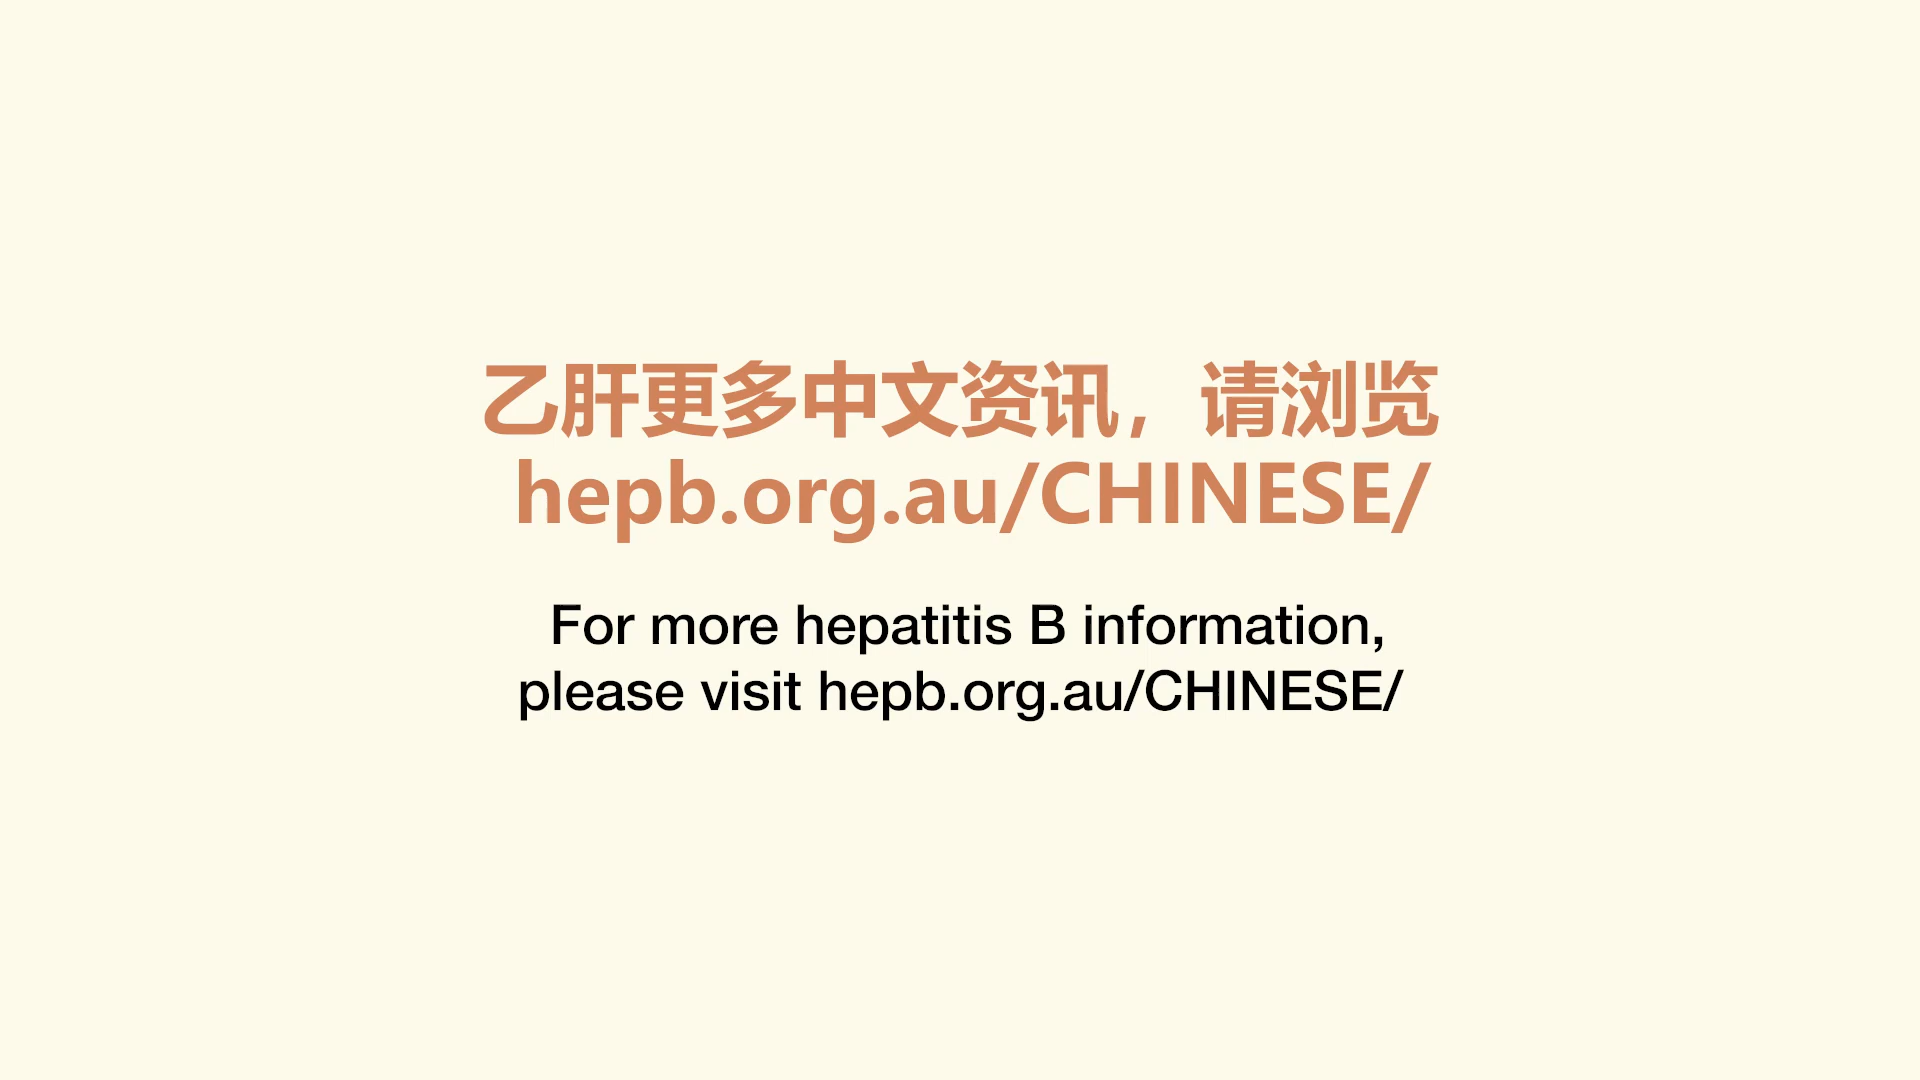 乙肝更多中文资讯，请浏览
hepb.org.au/CHINESE/
For more hepatitis B information,
please visit hepb.org.au/CHINESE/